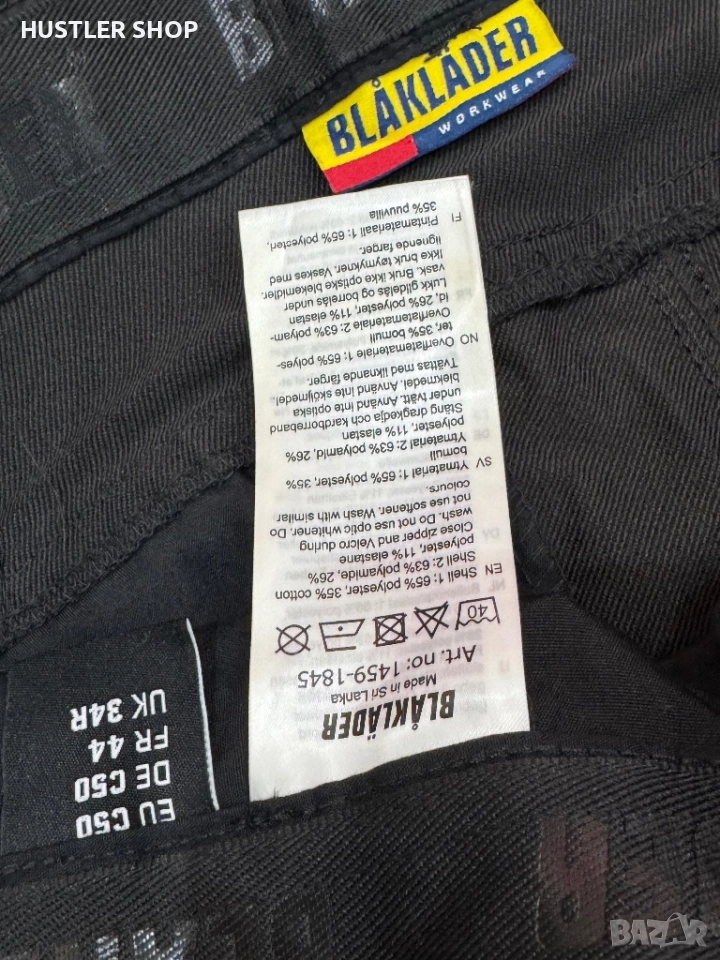 HUSTLER SHOP
BLÅKLÄDER
WORKWEAR
BLÅKLÄDER
Made in Sri Lanka
Art. no: 1459-1845
40
EN Shell 1: 65% polyester, 35% cotton
Shell 2: 63% polyamide, 26%
polyester, 11% elastane
Close zipper and Velcro during
wash. Do not use optic whitener. Do
not use softener. Wash with similar
colours.
SV Ytmaterial 1: 65% polyester, 35%
bomull
Ytmaterial 2: 63% polyamid, 26%
polyester, 11% elastan
Stäng dragkedja och kardborreband
under tvätt. Använd inte optiska
blekmedel. Använd inte sköljmedel.
Tvättas med liknande färger.
NO Overflatemateriale 1: 65% polyes-
ter, 35% bomull
Overflatemateriale 2: 63% polyam-
id, 26% polyester, 11% elastan
Lukk glidelås og borrelås under
vask. Bruk ikke optiske blekemidler.
Ikke bruk tøymykner. Vaskes med
lignende farger.
FI Pintamateriaali 1: 65% polyesteri,
35% puuvilla
EU C50
DE C50
FR 44
UK 34R
BAZAR